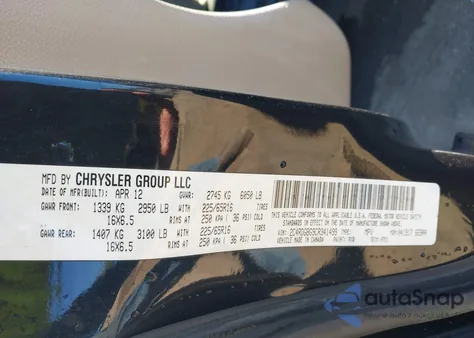 MFD BY CHRYSLER GROUP LLC
DATE OF MFR(BUILT): APR 12 GVWR: 2745 KG 6050 LB
GAWR FRONT: 1339 KG 2950 LB WITH 225/65R16 TIRES
16X6.5 RIMS AT 250 KPA( 36 PSI) COLD
GAWR REAR: 1407 KG 3100 LB WITH 225/65R16 TIRES
16X6.5 RIMS AT 250 KPA( 36 PSI) COLD
THIS VEHICLE CONFORMS TO ALL APPLICABLE
U.S.A. FEDERAL MOTOR VEHICLE SAFETY
STANDARDS IN EFFECT ON THE DATE
OF MANUFACTURE SHOWN ABOVE.
VIN: TYPE: MPV
MADE IN CANADA PAINT:
autoSnap